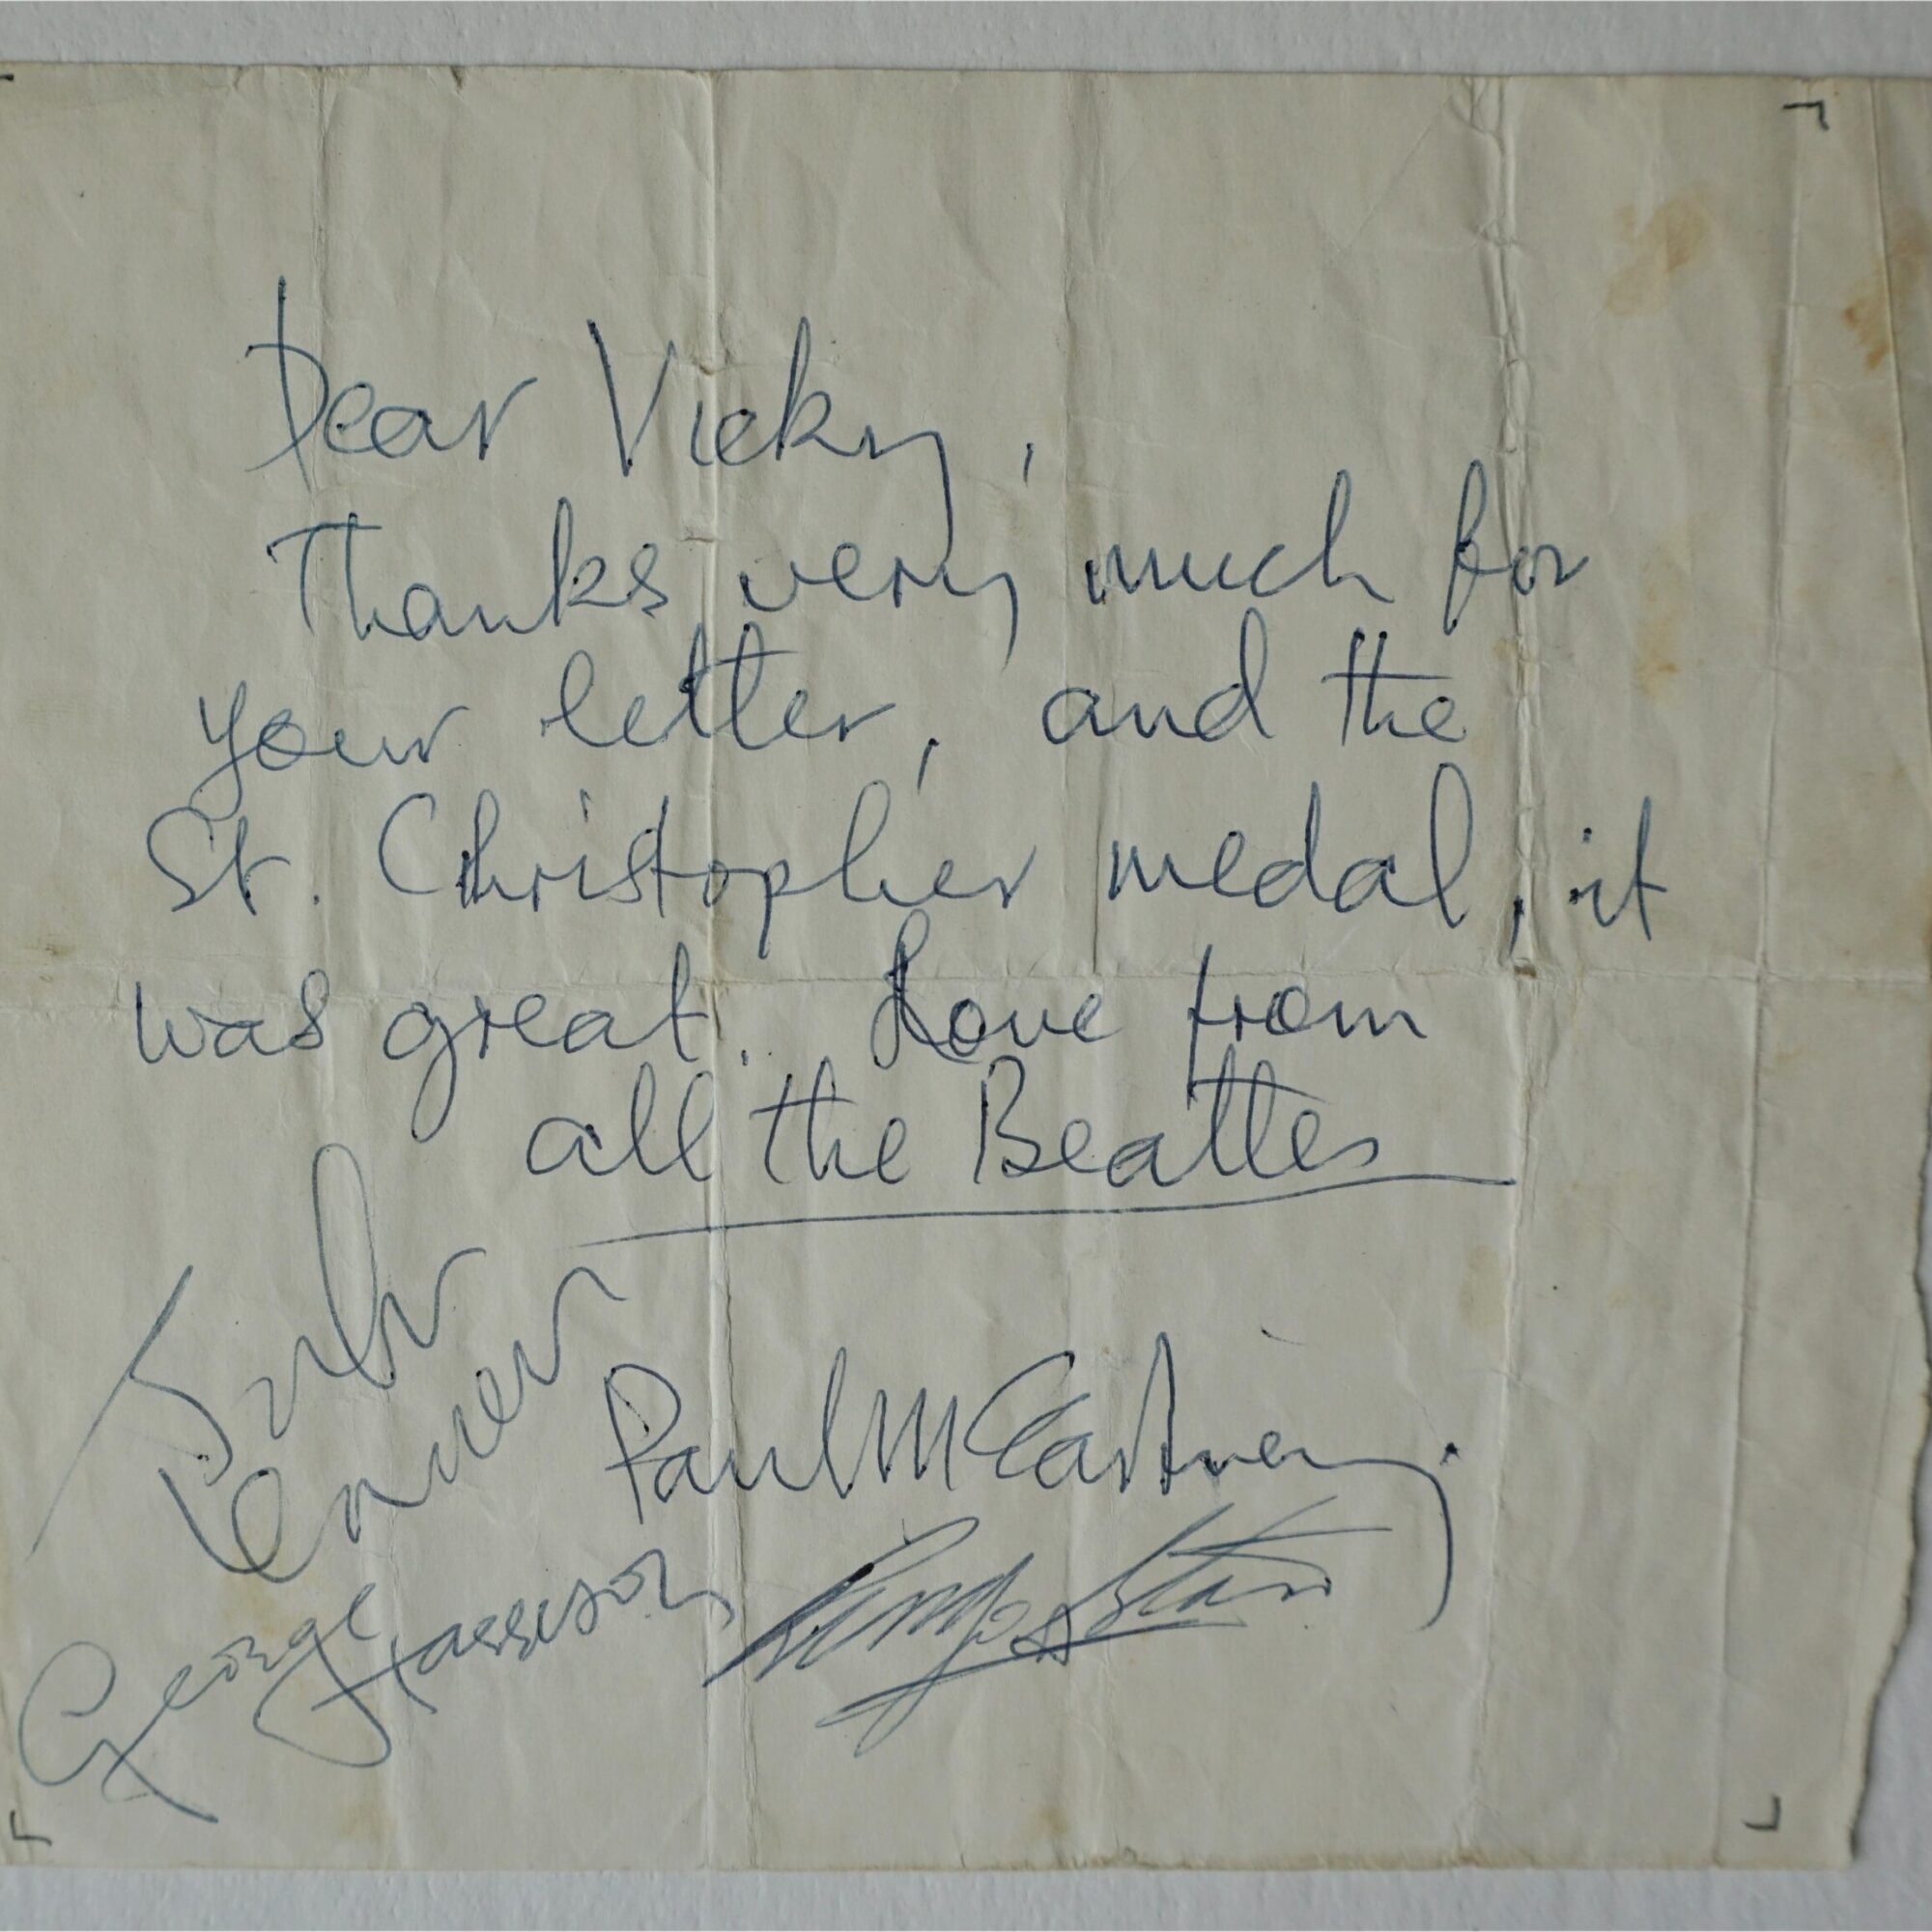 Dear Vicky,
Thanks very much for
your letter, and the
St. Christopher medal, it
was great. Love from
all the Beatles
John
Lennon
Paul McCartney.
George
Harrison
Ringo Starr